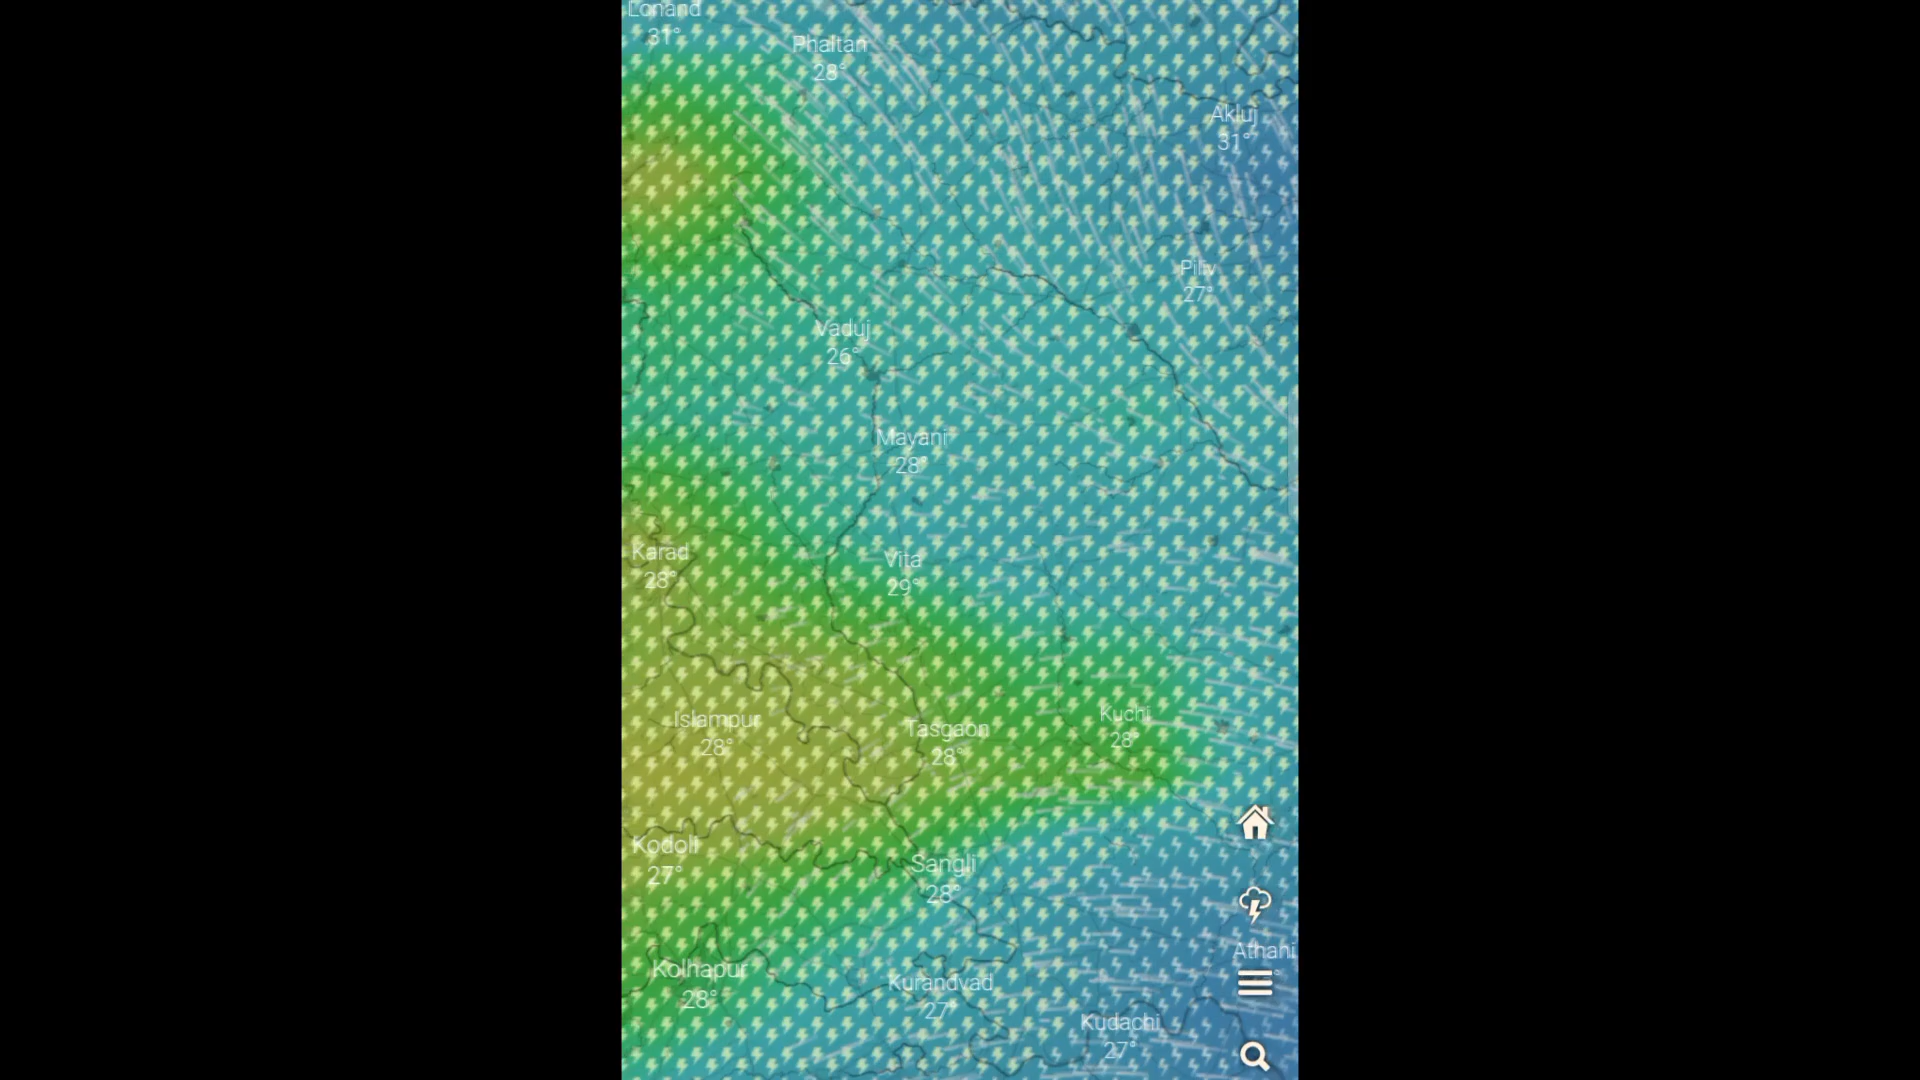 Lonand
31°
Phaltan
28°
Akluj
31°
Piliv
27°
Vaduj
26°
Mayani
28°
Karad
28°
Vita
29°
Islampur
28°
Tasgaon
28°
Kuchi
28°
Kodoli
27°
Sangli
28°
Athani
Kolhapur
28°
Kurandvad
27°
Kudachi
27°